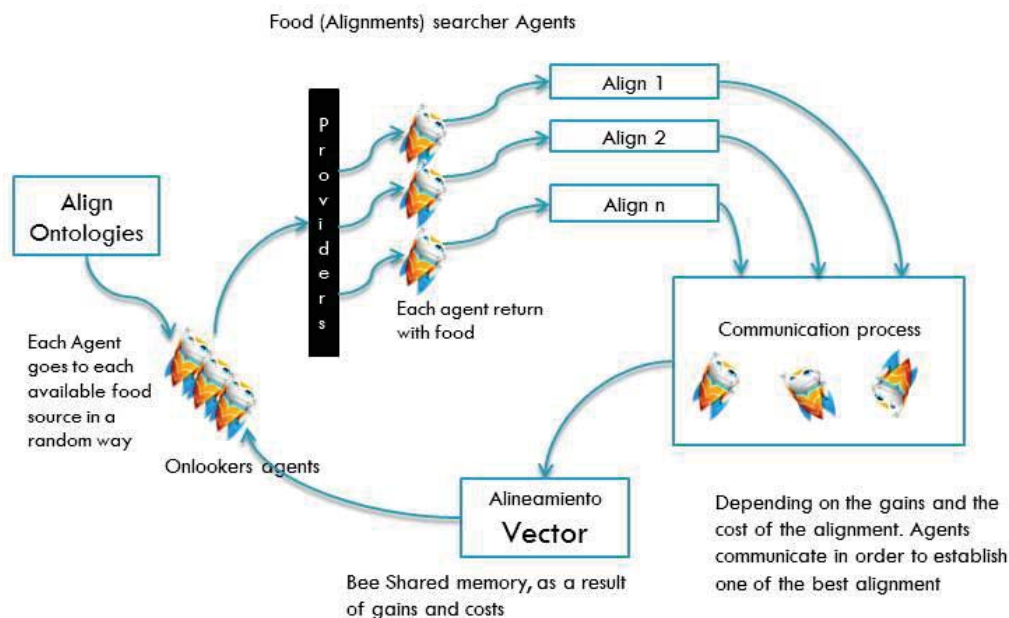 Food (Alignments) searcher Agents
Align 1
Align 2
Align n
Providers
Align
Ontologies
Each agent return
with food
Each Agent
goes to each
available food
source in a
random way
Onlookers agents
Communication process
Alineamiento
Vector
Bee Shared memory, as a result
of gains and costs
Depending on the gains and the
cost of the alignment. Agents
communicate in order to establish
one of the best alignment